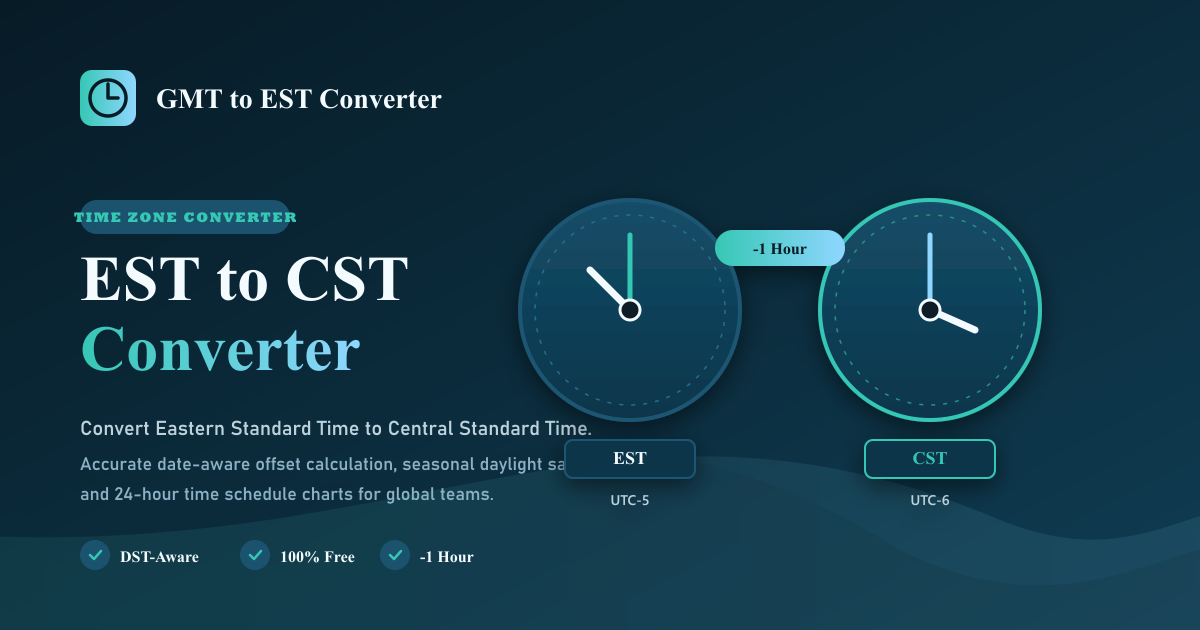 GMT to EST Converter
TIME ZONE CONVERTER
EST to CST
Converter
-1 Hour
Convert Eastern Standard Time to Central Standard Time.
Accurate date-aware offset calculation, seasonal daylight
and 24-hour time schedule charts for global teams.
EST
UTC-5
CST
UTC-6
DST-Aware
100% Free
-1 Hour